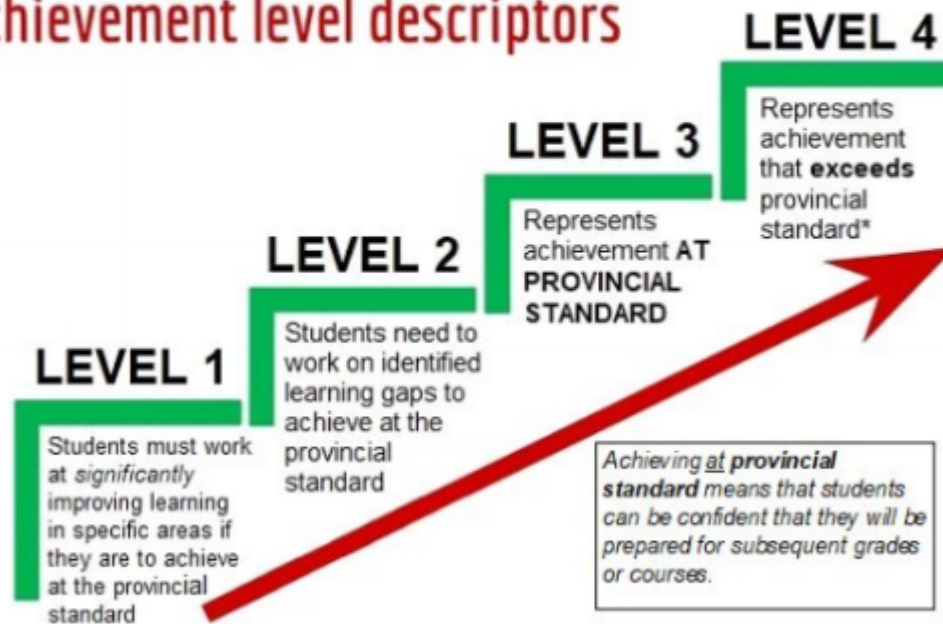 chievement level descriptors
LEVEL 4
Represents
achievement
that exceeds
provincial
standard*
LEVEL 3
Represents
achievement AT
PROVINCIAL
STANDARD
LEVEL 2
Students need to
work on identified
learning gaps to
achieve at the
provincial
standard
LEVEL 1
Students must work
at significantly
improving learning
in specific areas if
they are to achieve
at the provincial
standard
Achieving at provincial
standard means that students
can be confident that they will be
prepared for subsequent grades
or courses.